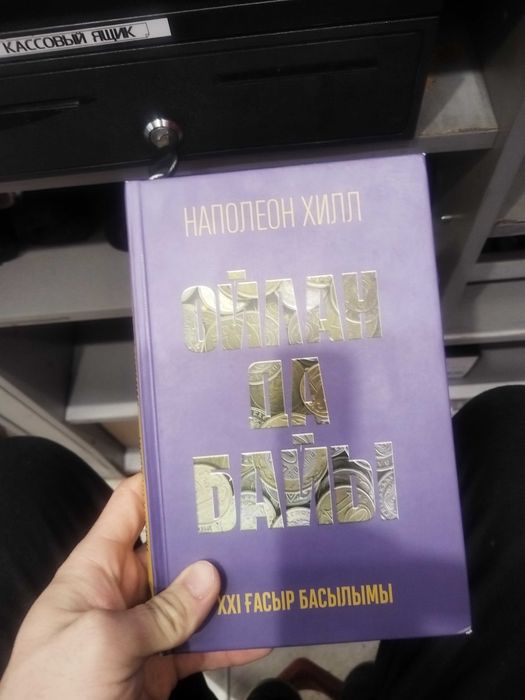 КАССОВЫЙ ЯЩИК
НАПОЛЕОН ХИЛЛ
ОЙЛАН
ДА
БАЙЫ
XXI ҒАСЫР БАСЫЛЫМЫ